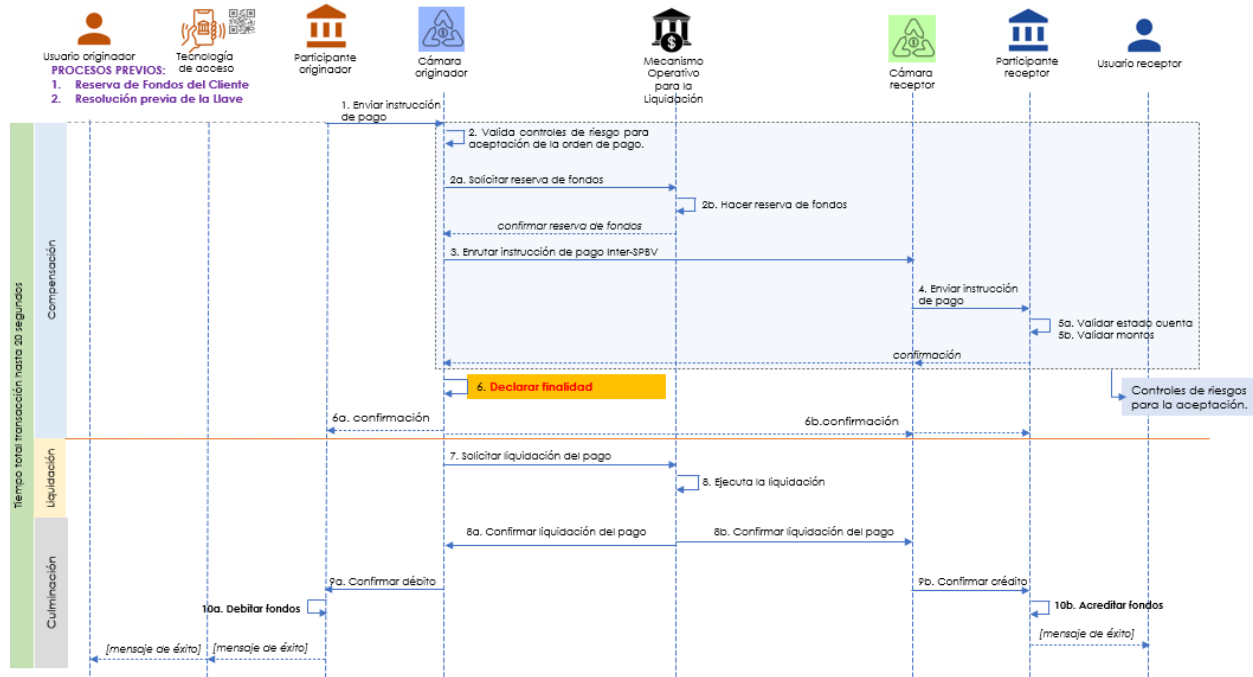 Usuario originador
Tecnología
de acceso
Participante
originador
Cámara
originador
Mecanismo
Operativo
para la
Liquidación
Cámara
receptor
Participante
receptor
Usuario receptor
PROCESOS PREVIOS:
1. Reserva de Fondos del Cliente
2. Resolución previa de la Llave
Tiempo total transacción hasta 20 segundos
Compensación
1. Enviar instrucción
de pago
2. Valida controles de riesgo para
aceptación de la orden de pago.
2a. Solicitar reserva de fondos
2b. Hacer reserva de fondos
confirmar reserva de fondos
3. Enrutar instrucción de pago Inter-SPBV
4. Enviar instrucción
de pago
5a. Validar estado cuenta
5b. Validar montos
confirmación
6. Declarar finalidad
Controles de riesgos
para la aceptación.
6a. confirmación
6b.confirmación
Liquidación
7. Solicitar liquidación del pago
8. Ejecuta la liquidación
Culminación
8a. Confirmar liquidación del pago
8b. Confirmar liquidación del pago
9a. Confirmar débito
9b. Confirmar crédito
10a. Debitar fondos
10b. Acreditar fondos
[mensaje de éxito]
[mensaje de éxito]
[mensaje de éxito]